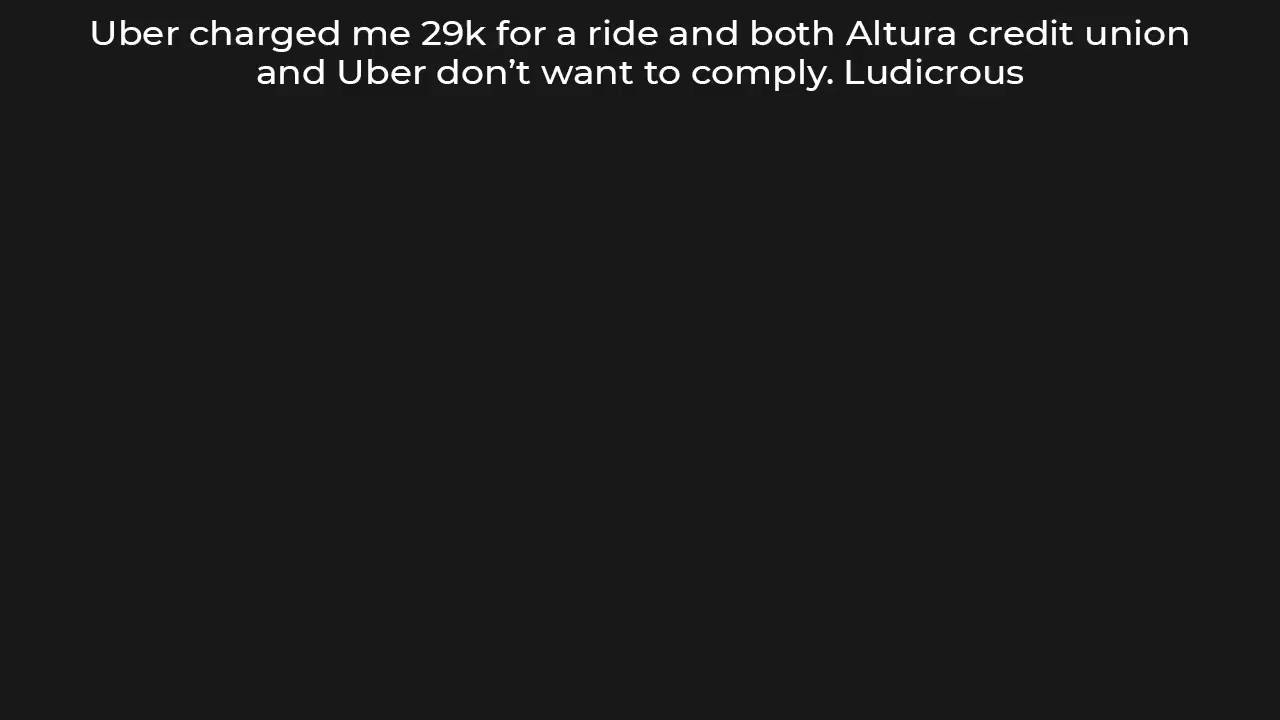 Uber charged me 29k for a ride and both Altura credit union
and Uber don’t want to comply. Ludicrous